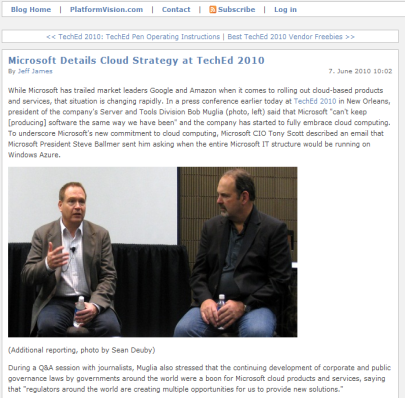 Blog Home | PlatformVision.com | Contact | Subscribe | Log in
<< TechEd 2010: TechEd Pen Operating Instructions | Best TechEd 2010 Vendor Freebies >>
Microsoft Details Cloud Strategy at TechEd 2010
By Jeff James 7. June 2010 10:02
While Microsoft has trailed market leaders Google and Amazon when it comes to rolling out cloud-based products
and services, that situation is changing rapidly. In a press conference earlier today at TechEd 2010 in New Orleans,
president of the company's Server and Tools Division Bob Muglia (photo, left) said that Microsoft "can't keep
[producing] software the same way we have been" and the company has started to fully embrace cloud computing.
To underscore Microsoft's new commitment to cloud computing, Microsoft CIO Tony Scott described an email that
Microsoft President Steve Ballmer sent him asking when the entire Microsoft IT structure would be running on
Windows Azure.
(Additional reporting, photo by Sean Deuby)
During a Q&A session with journalists, Muglia also stressed that the continuing development of corporate and public
governance laws by governments around the world were a boon for Microsoft cloud products and services, saying
that "regulators around the world are creating multiple opportunities for us to provide new solutions."